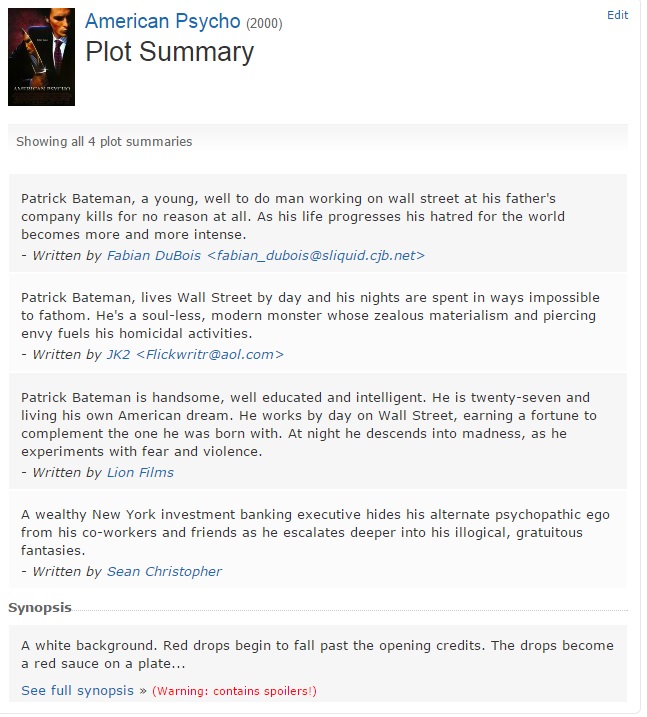 American Psycho (2000)
Edit
Plot Summary
AMERICAN PSYCHO
Showing all 4 plot summaries
Patrick Bateman, a young, well to do man working on wall street at his father's
company kills for no reason at all. As his life progresses his hatred for the world
becomes more and more intense.
- Written by Fabian DuBois <fabian_dubois@sliquid.cjb.net>
Patrick Bateman, lives Wall Street by day and his nights are spent in ways impossible
to fathom. He's a soul-less, modern monster whose zealous materialism and piercing
envy fuels his homicidal activities.
- Written by JK2 <Flickwritr@aol.com>
Patrick Bateman is handsome, well educated and intelligent. He is twenty-seven and
living his own American dream. He works by day on Wall Street, earning a fortune to
complement the one he was born with. At night he descends into madness, as he
experiments with fear and violence.
- Written by Lion Films
A wealthy New York investment banking executive hides his alternate psychopathic ego
from his co-workers and friends as he escalates deeper into his illogical, gratuitous
fantasies.
- Written by Sean Christopher
Synopsis
A white background. Red drops begin to fall past the opening credits. The drops become
a red sauce on a plate...
See full synopsis » (Warning: contains spoilers!)